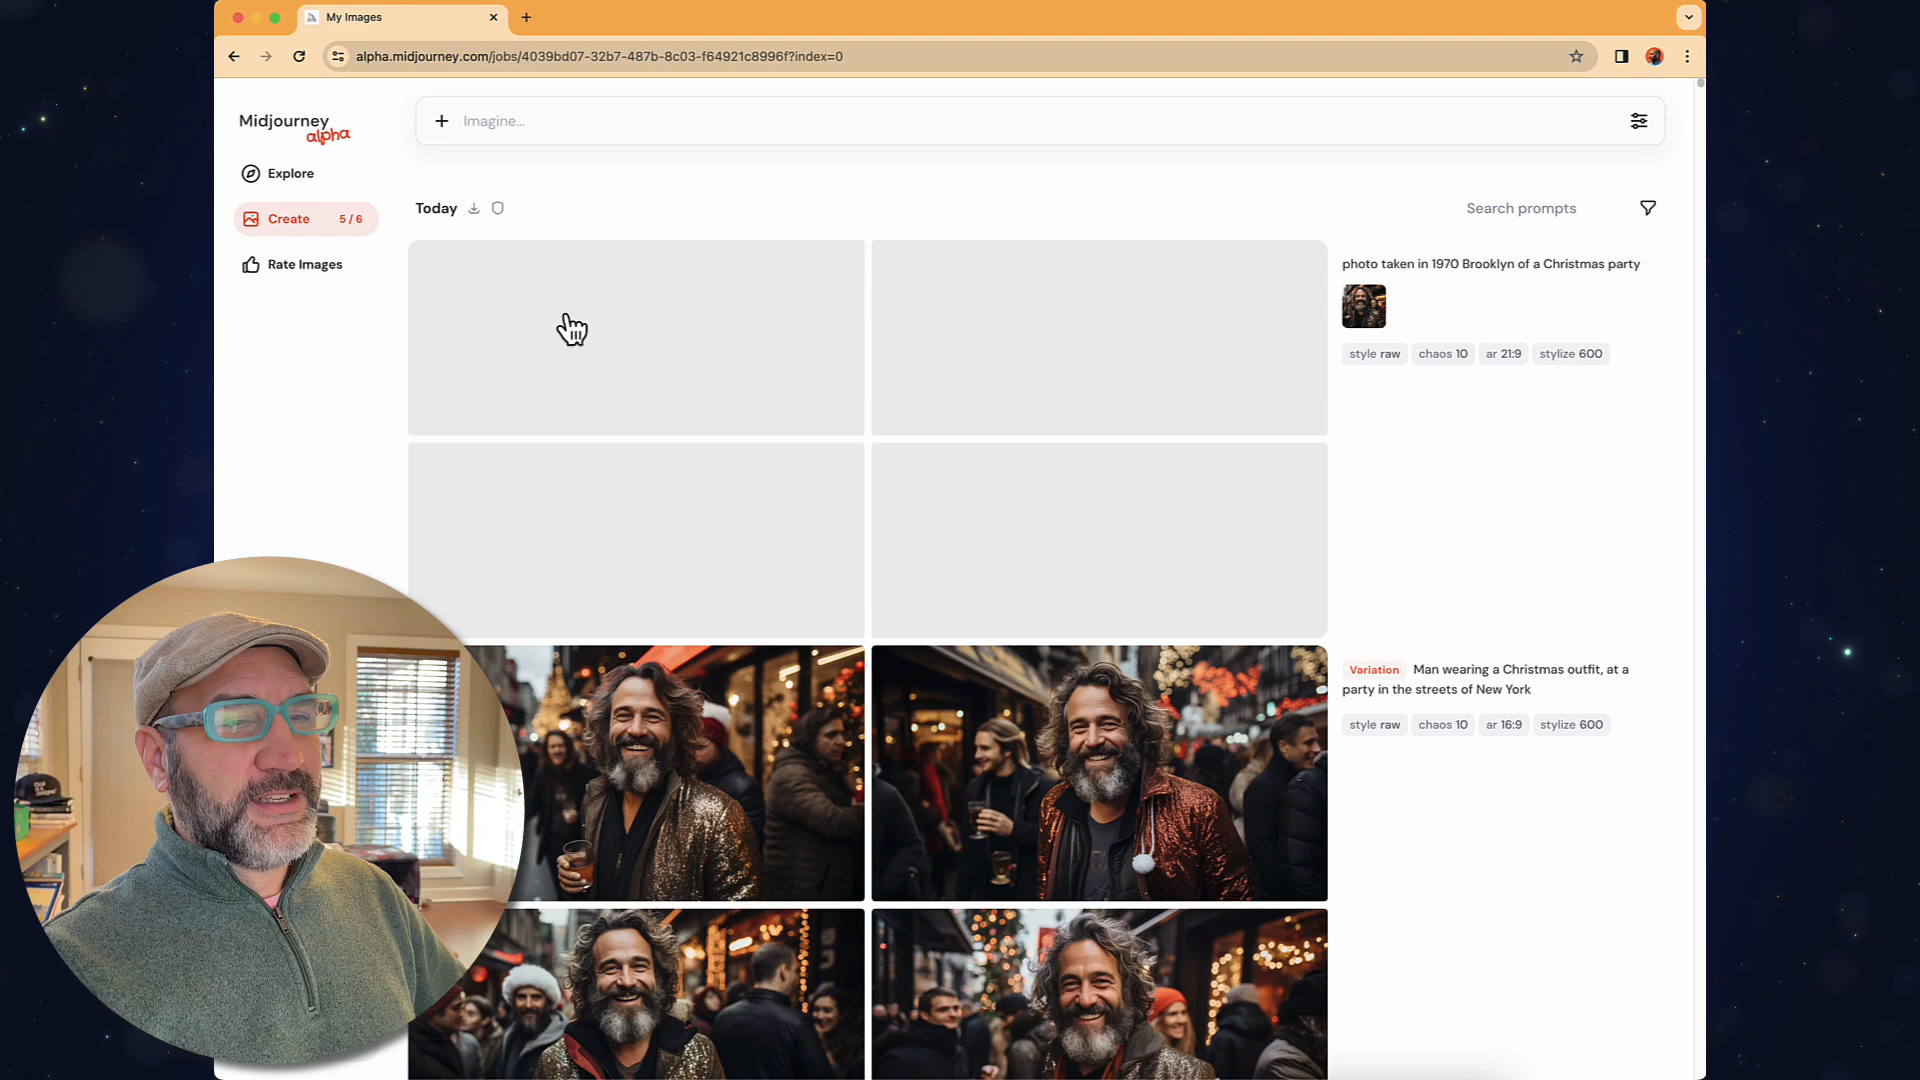 My Images
alpha.midjourney.com/jobs/4039bd07-32b7-487b-8c03-f64921c8996f?index=0
Midjourney
alpha
Imagine...
Explore
Create 5 / 6
Rate Images
Today
Search prompts
photo taken in 1970 Brooklyn of a Christmas party
style raw chaos 10 ar 21:9 stylize 600
Variation Man wearing a Christmas outfit, at a
party in the streets of New York
style raw chaos 10 ar 16:9 stylize 600